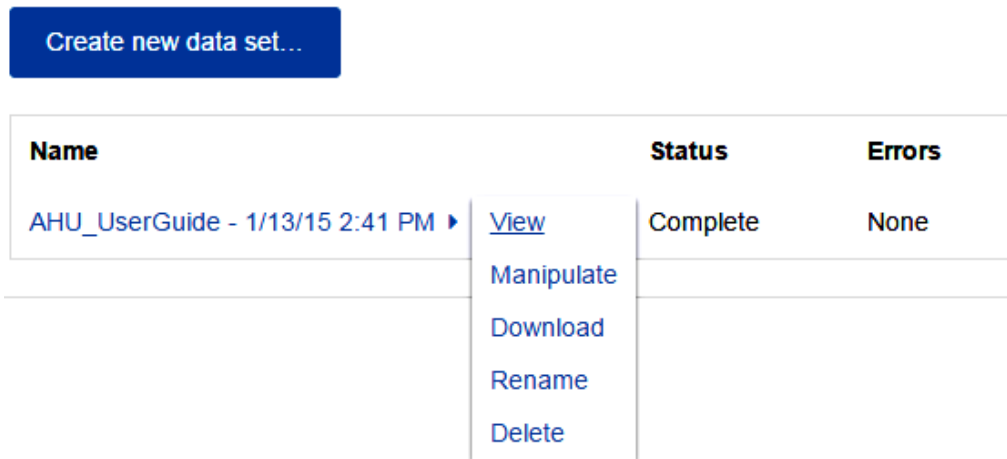 Create new data set...
Name Status Errors
AHU_UserGuide - 1/13/15 2:41 PM View Complete None
Manipulate
Download
Rename
Delete